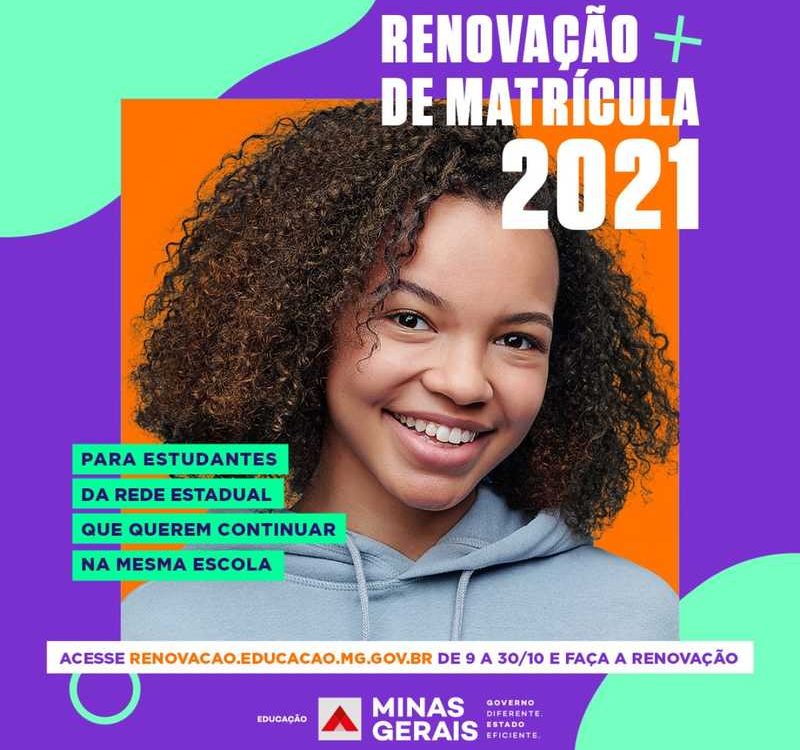 RENOVAÇÃO
DE MATRÍCULA
2021
PARA ESTUDANTES
DA REDE ESTADUAL
QUE QUEREM CONTINUAR
NA MESMA ESCOLA
ACESSE RENOVACAO.EDUCACAO.MG.GOV.BR DE 9 A 30/10 E FAÇA A RENOVAÇÃO
EDUCAÇÃO
MINAS
GERAIS
GOVERNO
DIFERENTE.
ESTADO
EFICIENTE.